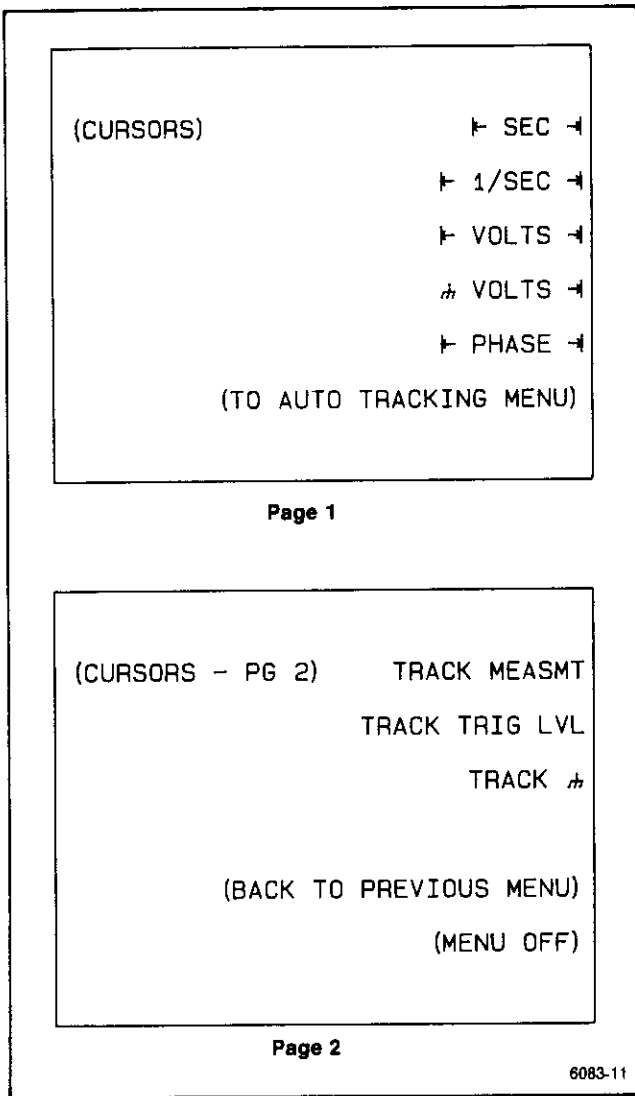 (CURSORS) ⊢ SEC ⊣
⊢ 1/SEC ⊣
⊢ VOLTS ⊣
⏚ VOLTS ⊣
⊢ PHASE ⊣
(TO AUTO TRACKING MENU)
Page 1
(CURSORS - PG 2) TRACK MEASMT
TRACK TRIG LVL
TRACK ⏚
(BACK TO PREVIOUS MENU)
(MENU OFF)
Page 2
6083-11